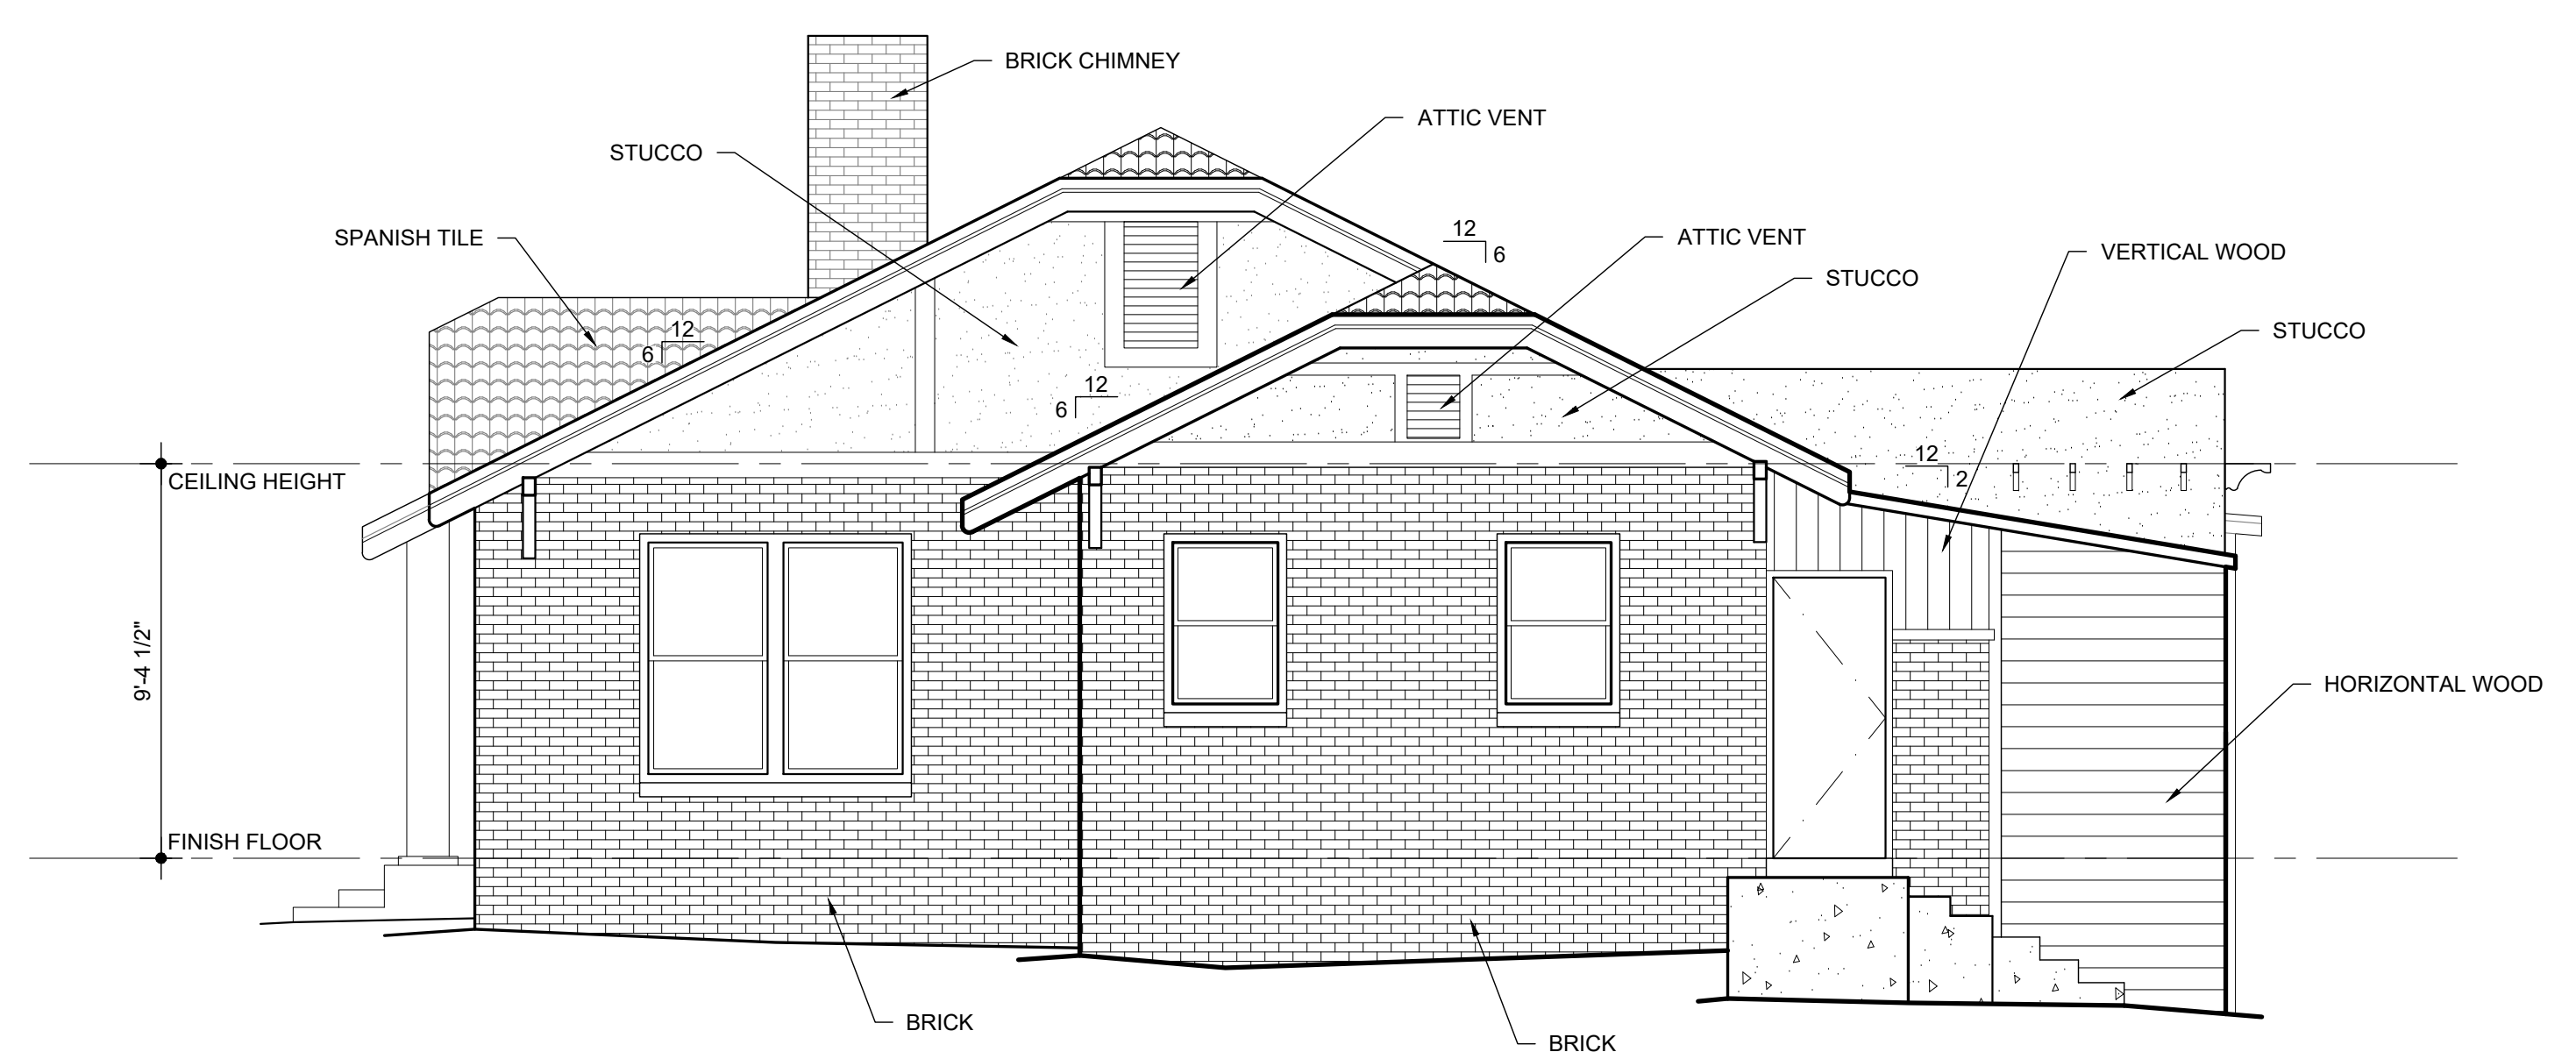 BRICK CHIMNEY
ATTIC VENT
STUCCO
SPANISH TILE
12
6
ATTIC VENT
VERTICAL WOOD
STUCCO
12
6
STUCCO
12
6
12
2
CEILING HEIGHT
9'-4 1/2"
HORIZONTAL WOOD
FINISH FLOOR
BRICK
BRICK